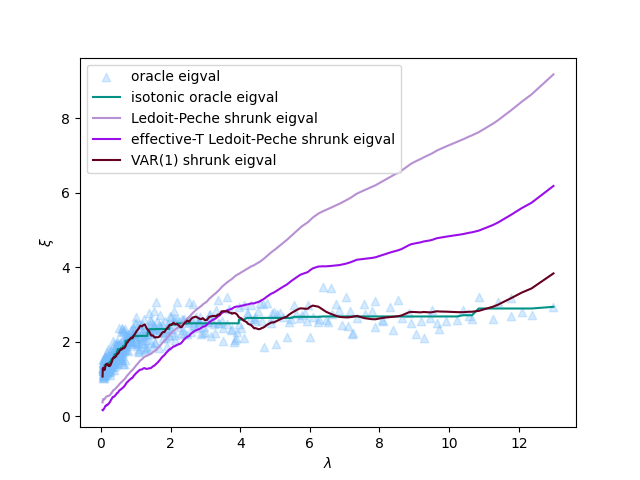 oracle eigval
isotonic oracle eigval
Ledoit-Peche shrunk eigval
effective-T Ledoit-Peche shrunk eigval
VAR(1) shrunk eigval
8
6
4
2
0
ξ
0 2 4 6 8 10 12
λ